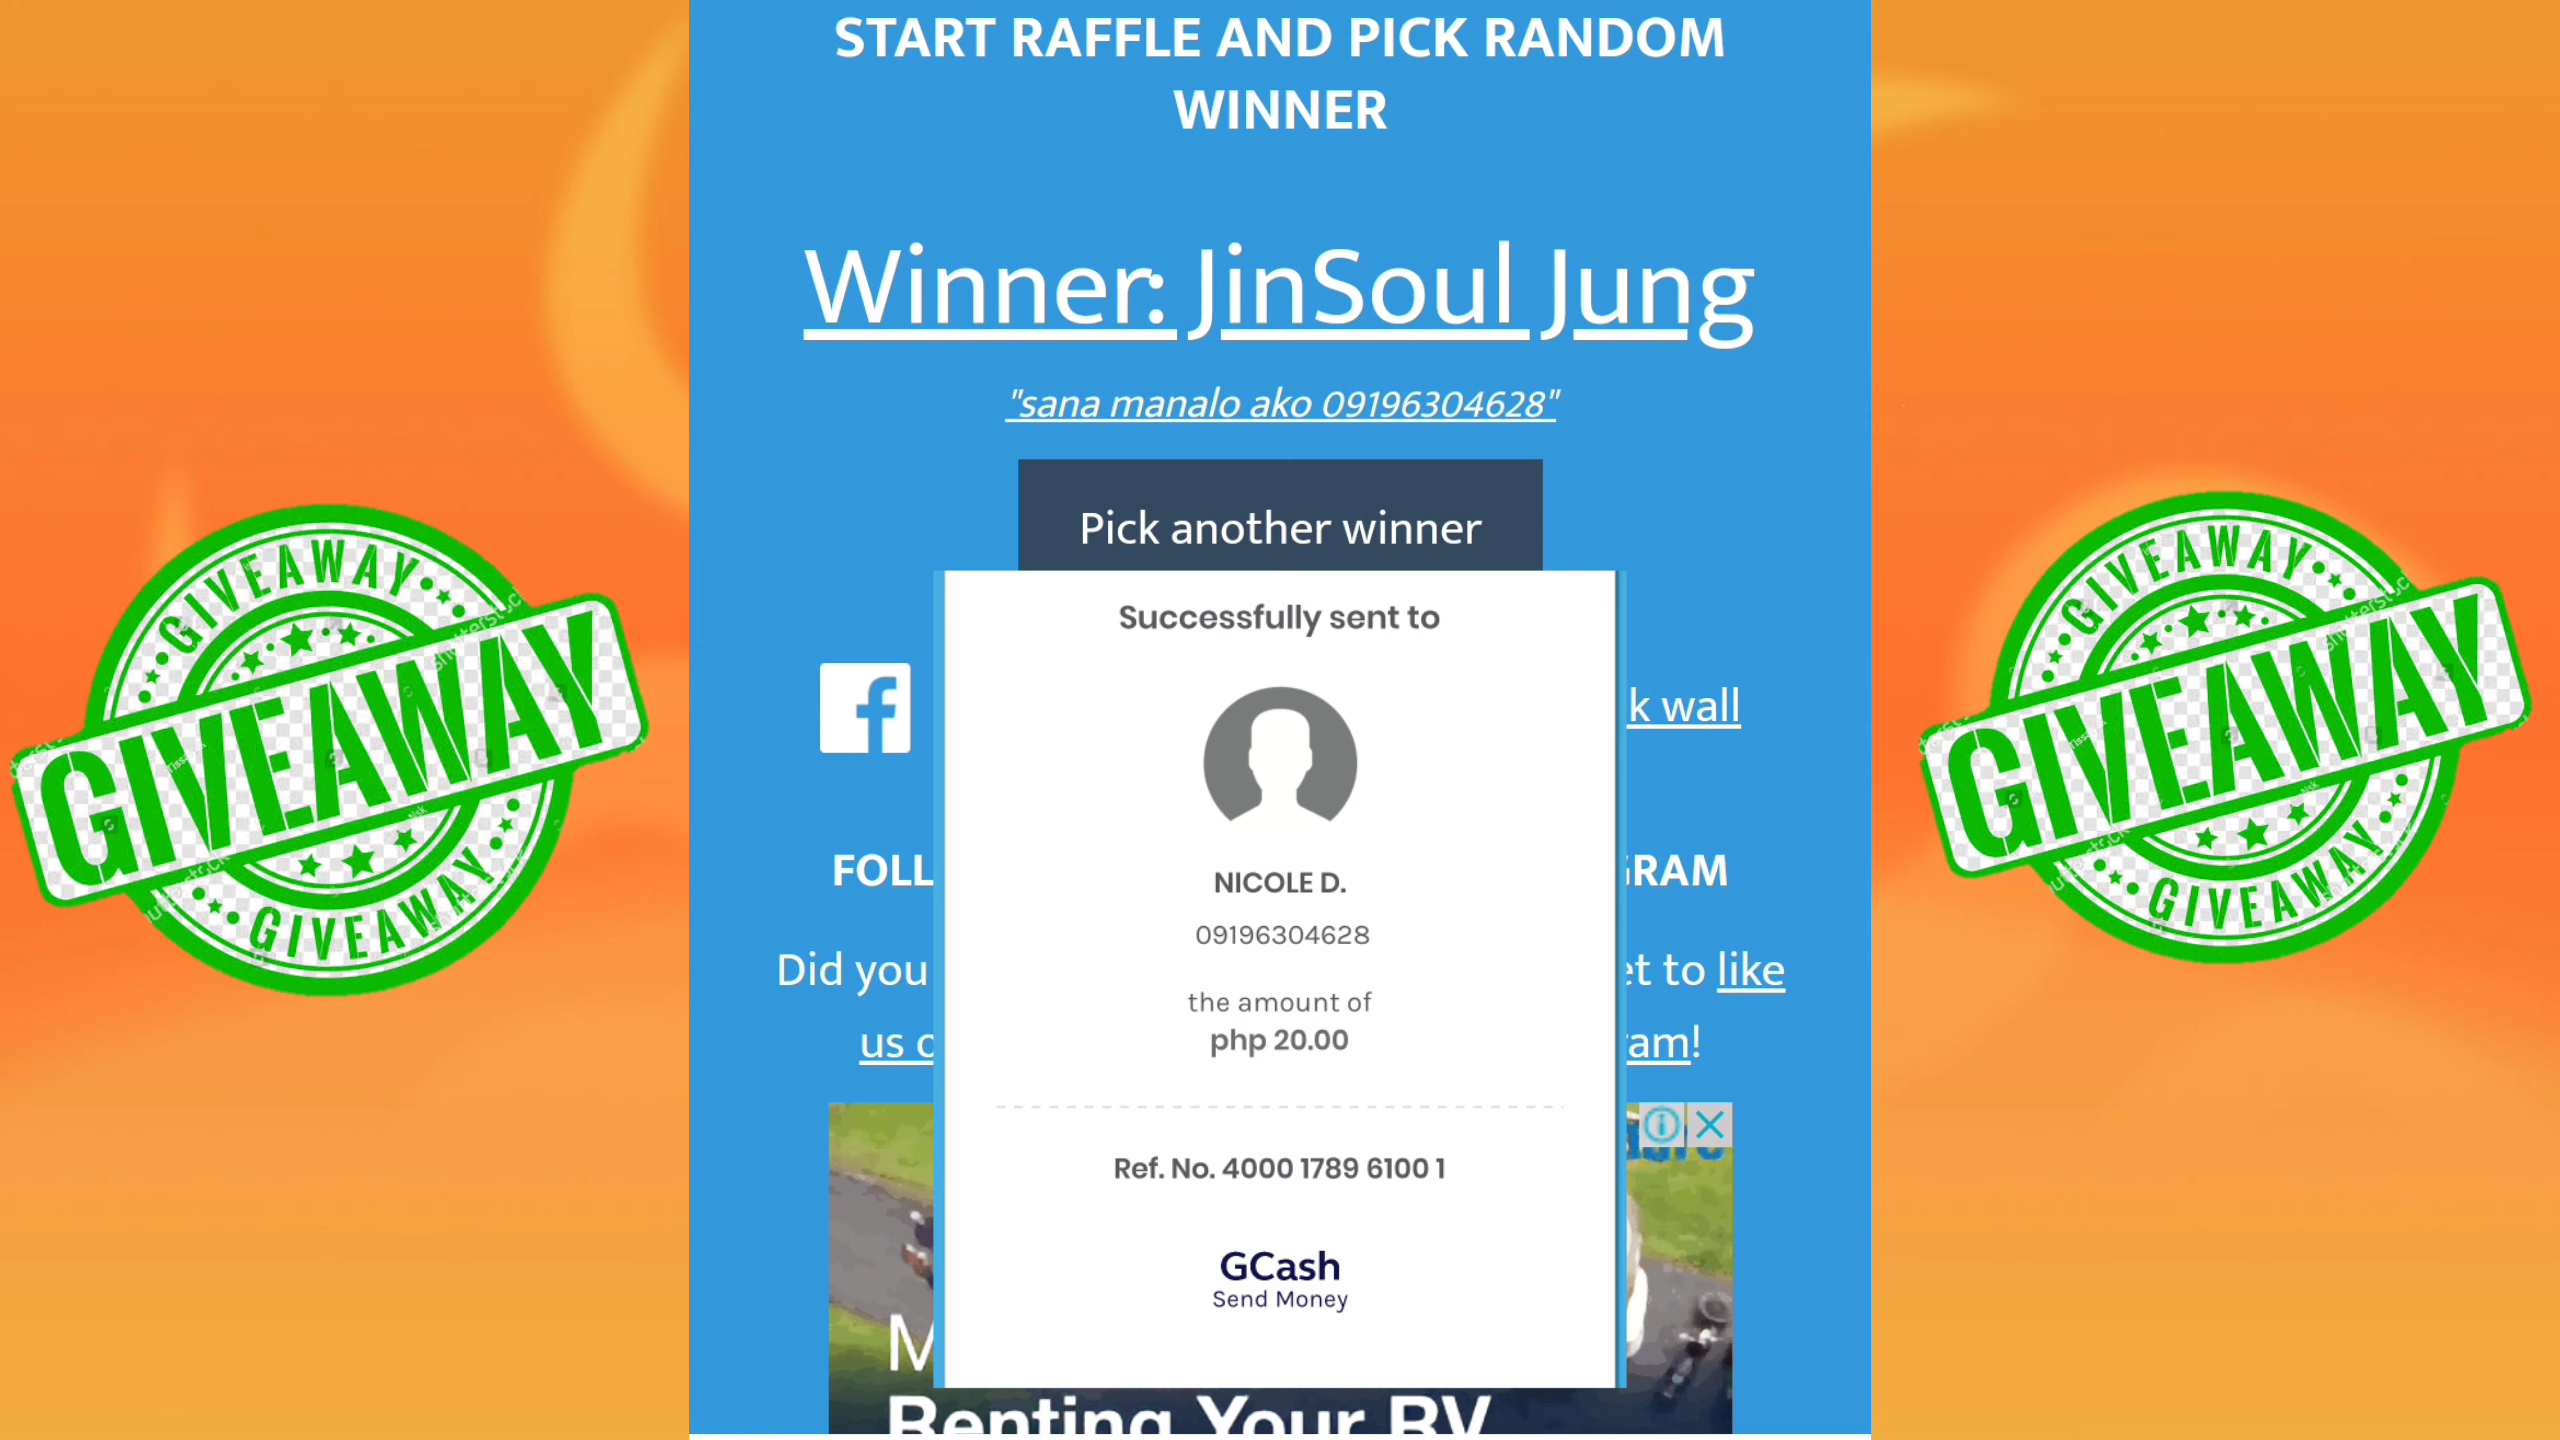 START RAFFLE AND PICK RANDOM
WINNER
Winner: JinSoul Jung
"sana manalo ako 09196304628"
Pick another winner
Successfully sent to
k wall
NICOLE D.
09196304628
FOLL
GRAM
the amount of
php 20.00
Did you
et to like
us o
ram!
Ref. No. 4000 1789 6100 1
GCash
Send Money
M
Renting Your RV
GIVEAWAY
GIVEAWAY
GIVEAWAY
GIVEAWAY
GIVEAWAY
GIVEAWAY